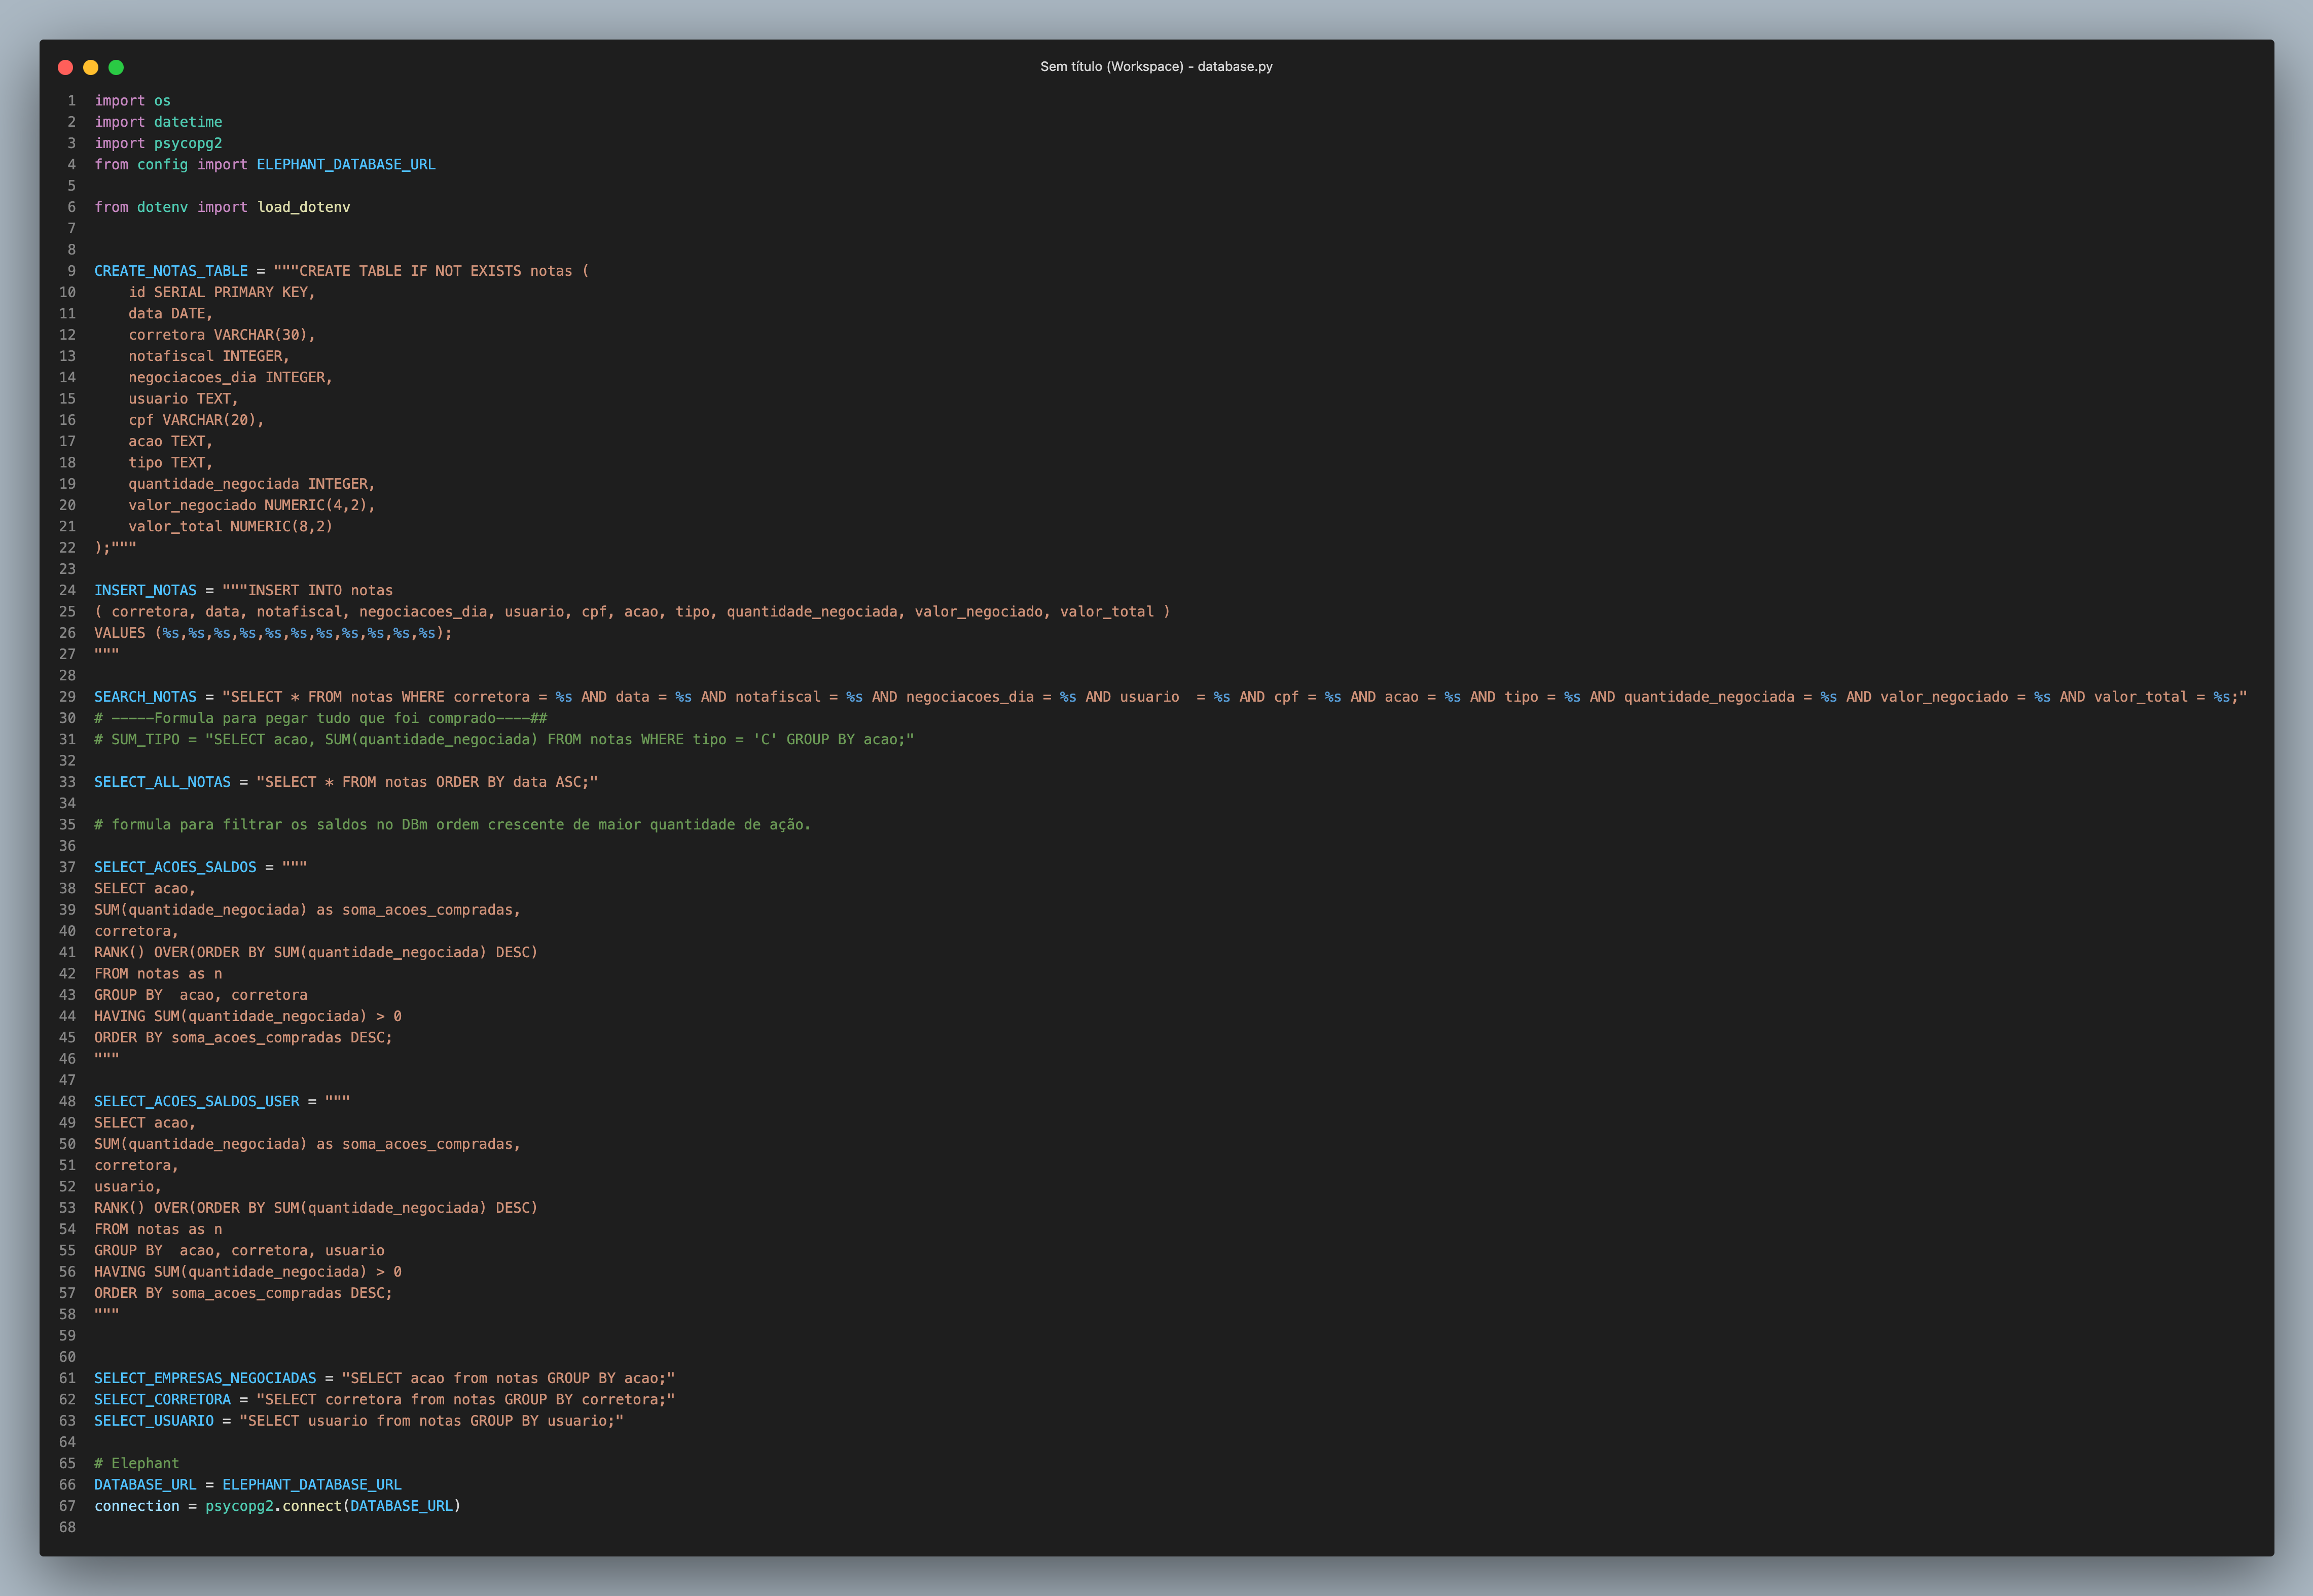 Sem título (Workspace) - database.py
1 import os
2 import datetime
3 import psycopg2
4 from config import ELEPHANT_DATABASE_URL
5
6 from dotenv import load_dotenv
7
8
9 CREATE_NOTAS_TABLE = """CREATE TABLE IF NOT EXISTS notas (
10     id SERIAL PRIMARY KEY,
11     data DATE,
12     corretora VARCHAR(30),
13     notafiscal INTEGER,
14     negociacoes_dia INTEGER,
15     usuario TEXT,
16     cpf VARCHAR(20),
17     acao TEXT,
18     tipo TEXT,
19     quantidade_negociada INTEGER,
20     valor_negociado NUMERIC(4,2),
21     valor_total NUMERIC(8,2)
22 );"""
23
24 INSERT_NOTAS = """INSERT INTO notas
25 ( corretora, data, notafiscal, negociacoes_dia, usuario, cpf, acao, tipo, quantidade_negociada, valor_negociado, valor_total )
26 VALUES (%s,%s,%s,%s,%s,%s,%s,%s,%s,%s,%s);
27 """
28
29 SEARCH_NOTAS = "SELECT * FROM notas WHERE corretora = %s AND data = %s AND notafiscal = %s AND negociacoes_dia = %s AND usuario  = %s AND cpf = %s AND acao = %s AND tipo = %s AND quantidade_negociada = %s AND valor_negociado = %s AND valor_total = %s;"
30 # -----Formula para pegar tudo que foi comprado----##
31 # SUM_TIPO = "SELECT acao, SUM(quantidade_negociada) FROM notas WHERE tipo = 'C' GROUP BY acao;"
32
33 SELECT_ALL_NOTAS = "SELECT * FROM notas ORDER BY data ASC;"
34
35 # formula para filtrar os saldos no DBm ordem crescente de maior quantidade de ação.
36
37 SELECT_ACOES_SALDOS = """
38 SELECT acao,
39 SUM(quantidade_negociada) as soma_acoes_compradas,
40 corretora,
41 RANK() OVER(ORDER BY SUM(quantidade_negociada) DESC)
42 FROM notas as n
43 GROUP BY  acao, corretora
44 HAVING SUM(quantidade_negociada) > 0
45 ORDER BY soma_acoes_compradas DESC;
46 """
47
48 SELECT_ACOES_SALDOS_USER = """
49 SELECT acao,
50 SUM(quantidade_negociada) as soma_acoes_compradas,
51 corretora,
52 usuario,
53 RANK() OVER(ORDER BY SUM(quantidade_negociada) DESC)
54 FROM notas as n
55 GROUP BY  acao, corretora, usuario
56 HAVING SUM(quantidade_negociada) > 0
57 ORDER BY soma_acoes_compradas DESC;
58 """
59
60
61 SELECT_EMPRESAS_NEGOCIADAS = "SELECT acao from notas GROUP BY acao;"
62 SELECT_CORRETORA = "SELECT corretora from notas GROUP BY corretora;"
63 SELECT_USUARIO = "SELECT usuario from notas GROUP BY usuario;"
64
65 # Elephant
66 DATABASE_URL = ELEPHANT_DATABASE_URL
67 connection = psycopg2.connect(DATABASE_URL)
68